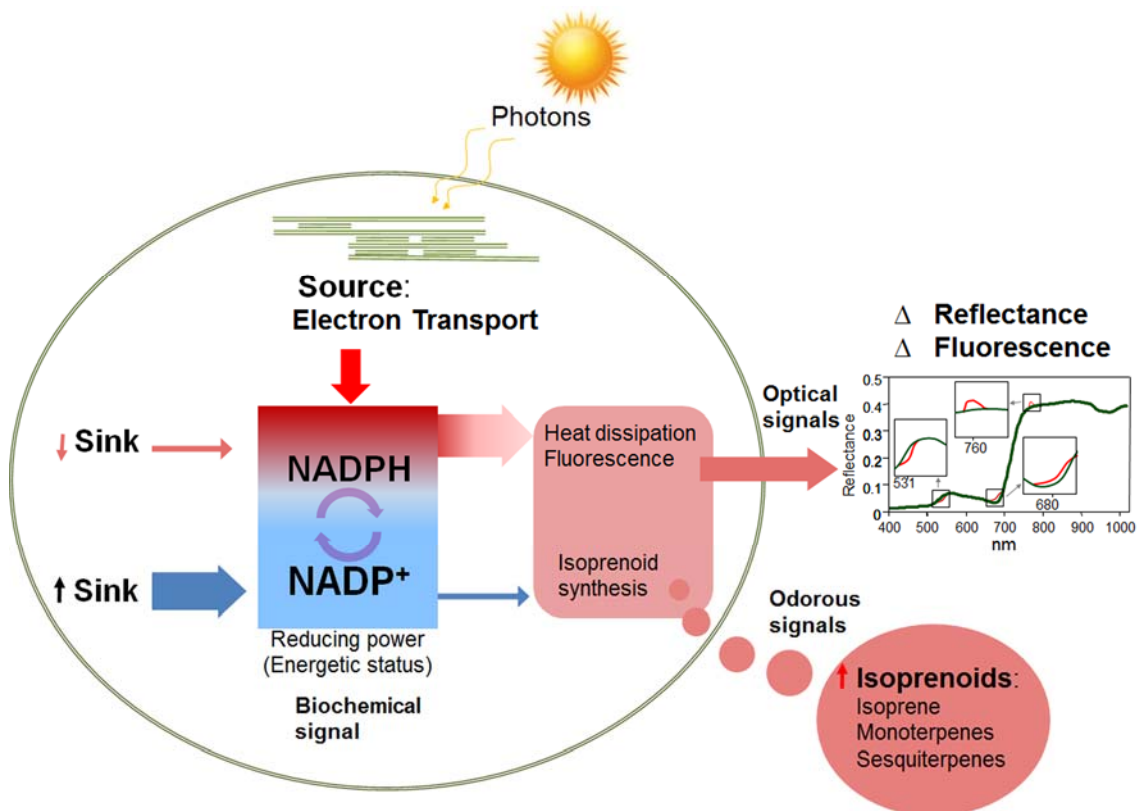 Photons
Source:
Electron Transport
↓ Sink
NADPH
NADP+
↑ Sink
Reducing power
(Energetic status)
Biochemical
signal
Heat dissipation
Fluorescence
Isoprenoid
synthesis
Optical
signals
Δ Reflectance
Δ Fluorescence
Reflectance
0.5
0.4
0.3
0.2
0.1
0
531
760
680
400 500 600 700 800 900 1000
nm
Odorous
signals
↑ Isoprenoids:
Isoprene
Monoterpenes
Sesquiterpenes